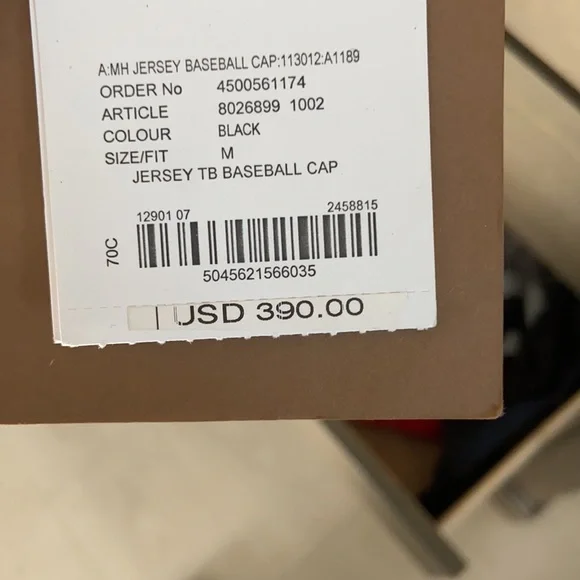 A:MH JERSEY BASEBALL CAP:113012:A1189
ORDER No 4500561174
ARTICLE 8026899 1002
COLOUR BLACK
SIZE/FIT M
JERSEY TB BASEBALL CAP
12901 07 2458815
70C
5045621566035
USD 390.00